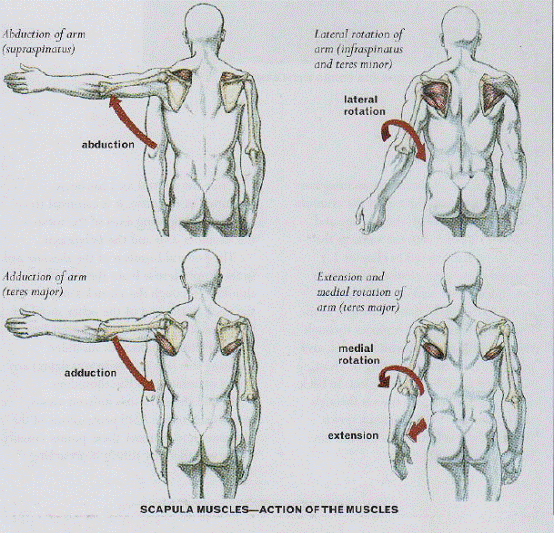 Abduction of arm
(supraspinatus)
abduction
Lateral rotation of
arm (infraspinatus
and teres minor)
lateral
rotation
Adduction of arm
(teres major)
adduction
Extension and
medial rotation of
arm (teres major)
medial
rotation
extension
SCAPULA MUSCLES—ACTION OF THE MUSCLES